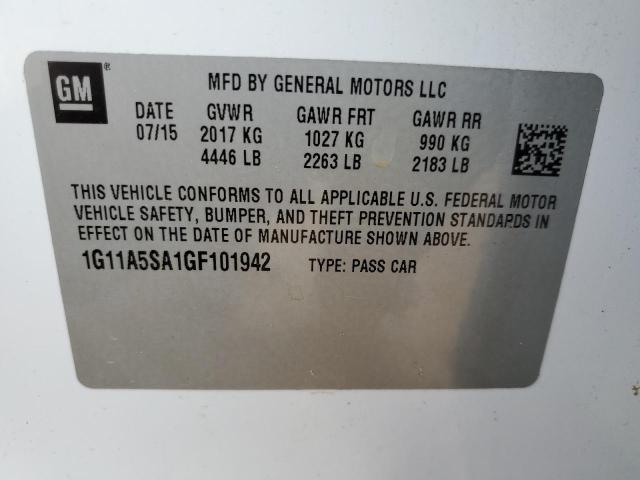 GM ® MFD BY GENERAL MOTORS LLC
DATE GVWR GAWR FRT GAWR RR
07/15 2017 KG 1027 KG 990 KG
4446 LB 2263 LB 2183 LB
THIS VEHICLE CONFORMS TO ALL APPLICABLE U.S. FEDERAL MOTOR
VEHICLE SAFETY, BUMPER, AND THEFT PREVENTION STANDARDS IN
EFFECT ON THE DATE OF MANUFACTURE SHOWN ABOVE.
1G11A5SA1GF101942 TYPE: PASS CAR